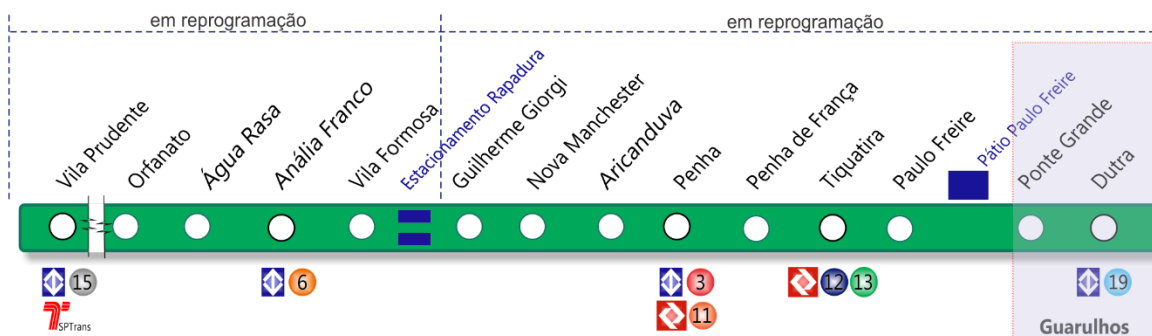 em reprogramação
em reprogramação
Vila Prudente
Orfanato
Água Rasa
Anália Franco
Vila Formosa
Estacionamento Rapadura
Guilherme Giorgi
Nova Manchester
Aricanduva
Penha
Penha de França
Tiquatira
Paulo Freire
Pátio Paulo Freire
Ponte Grande
Dutra
15
6
3
12
13
19
SPTrans
11
Guarulhos